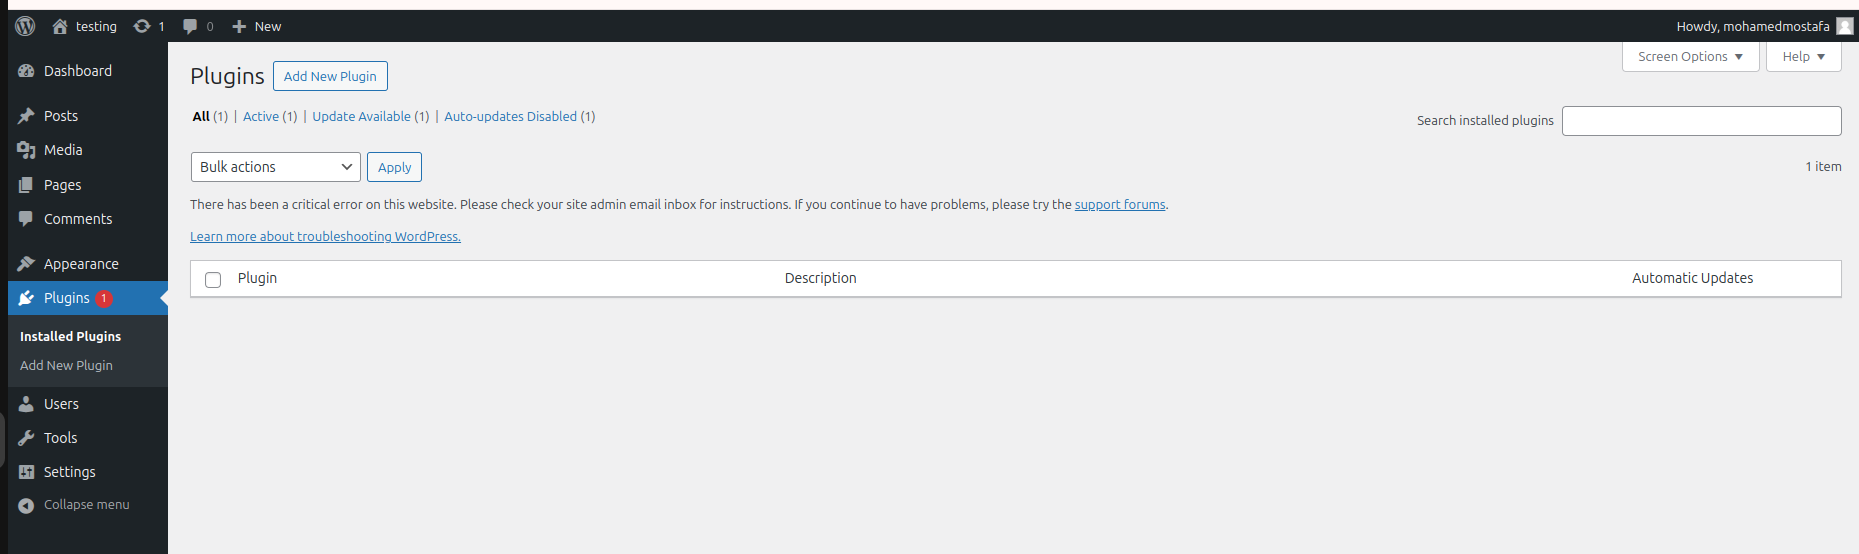 testing 1 0 New Howdy, mohamedmostafa
Dashboard
Posts
Media
Pages
Comments
Appearance
Plugins 1
Installed Plugins
Add New Plugin
Users
Tools
Settings
Collapse menu
Screen Options Help
Plugins Add New Plugin
All (1) | Active (1) | Update Available (1) | Auto-updates Disabled (1)
Search installed plugins
Bulk actions Apply 1 item
There has been a critical error on this website. Please check your site admin email inbox for instructions. If you continue to have problems, please try the support forums.
Learn more about troubleshooting WordPress.
Plugin Description Automatic Updates